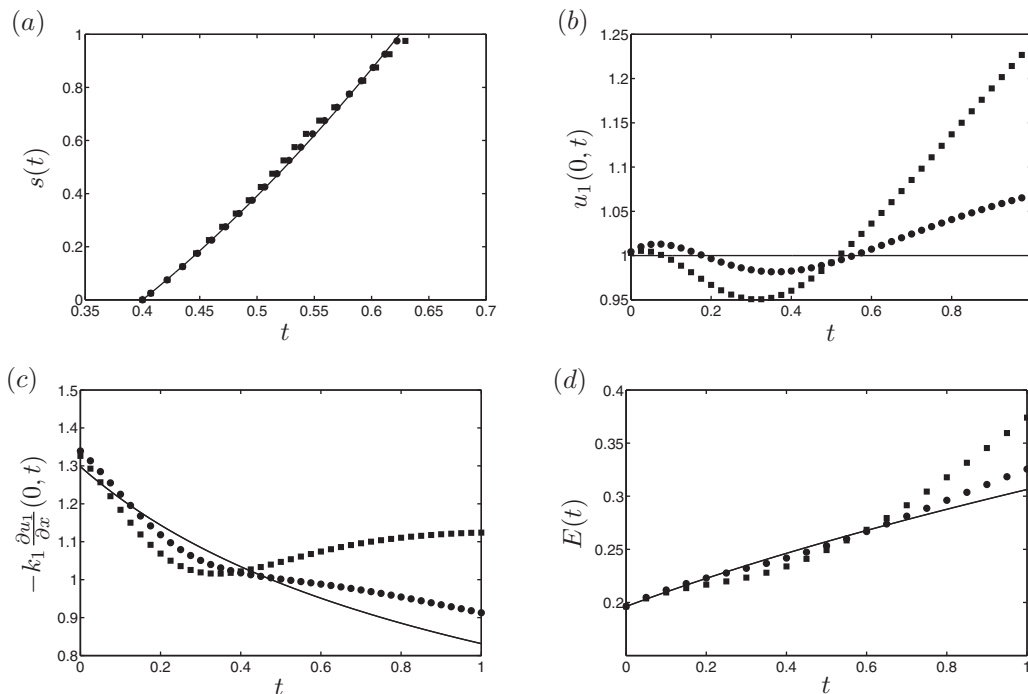 (a)
s(t)
1
0.8
0.6
0.4
0.2
0
0.35 0.4 0.45 0.5 0.55 0.6 0.65 0.7
t
(b)
u₁(0, t)
1.25
1.2
1.15
1.1
1.05
1
0.95
0 0.2 0.4 0.6 0.8
t
(c)
−k₁ ∂u₁/∂x (0, t)
1.5
1.4
1.3
1.2
1.1
1
0.9
0.8
0 0.2 0.4 0.6 0.8 1
t
(d)
E(t)
0.4
0.35
0.3
0.25
0.2
0 0.2 0.4 0.6 0.8 1
t